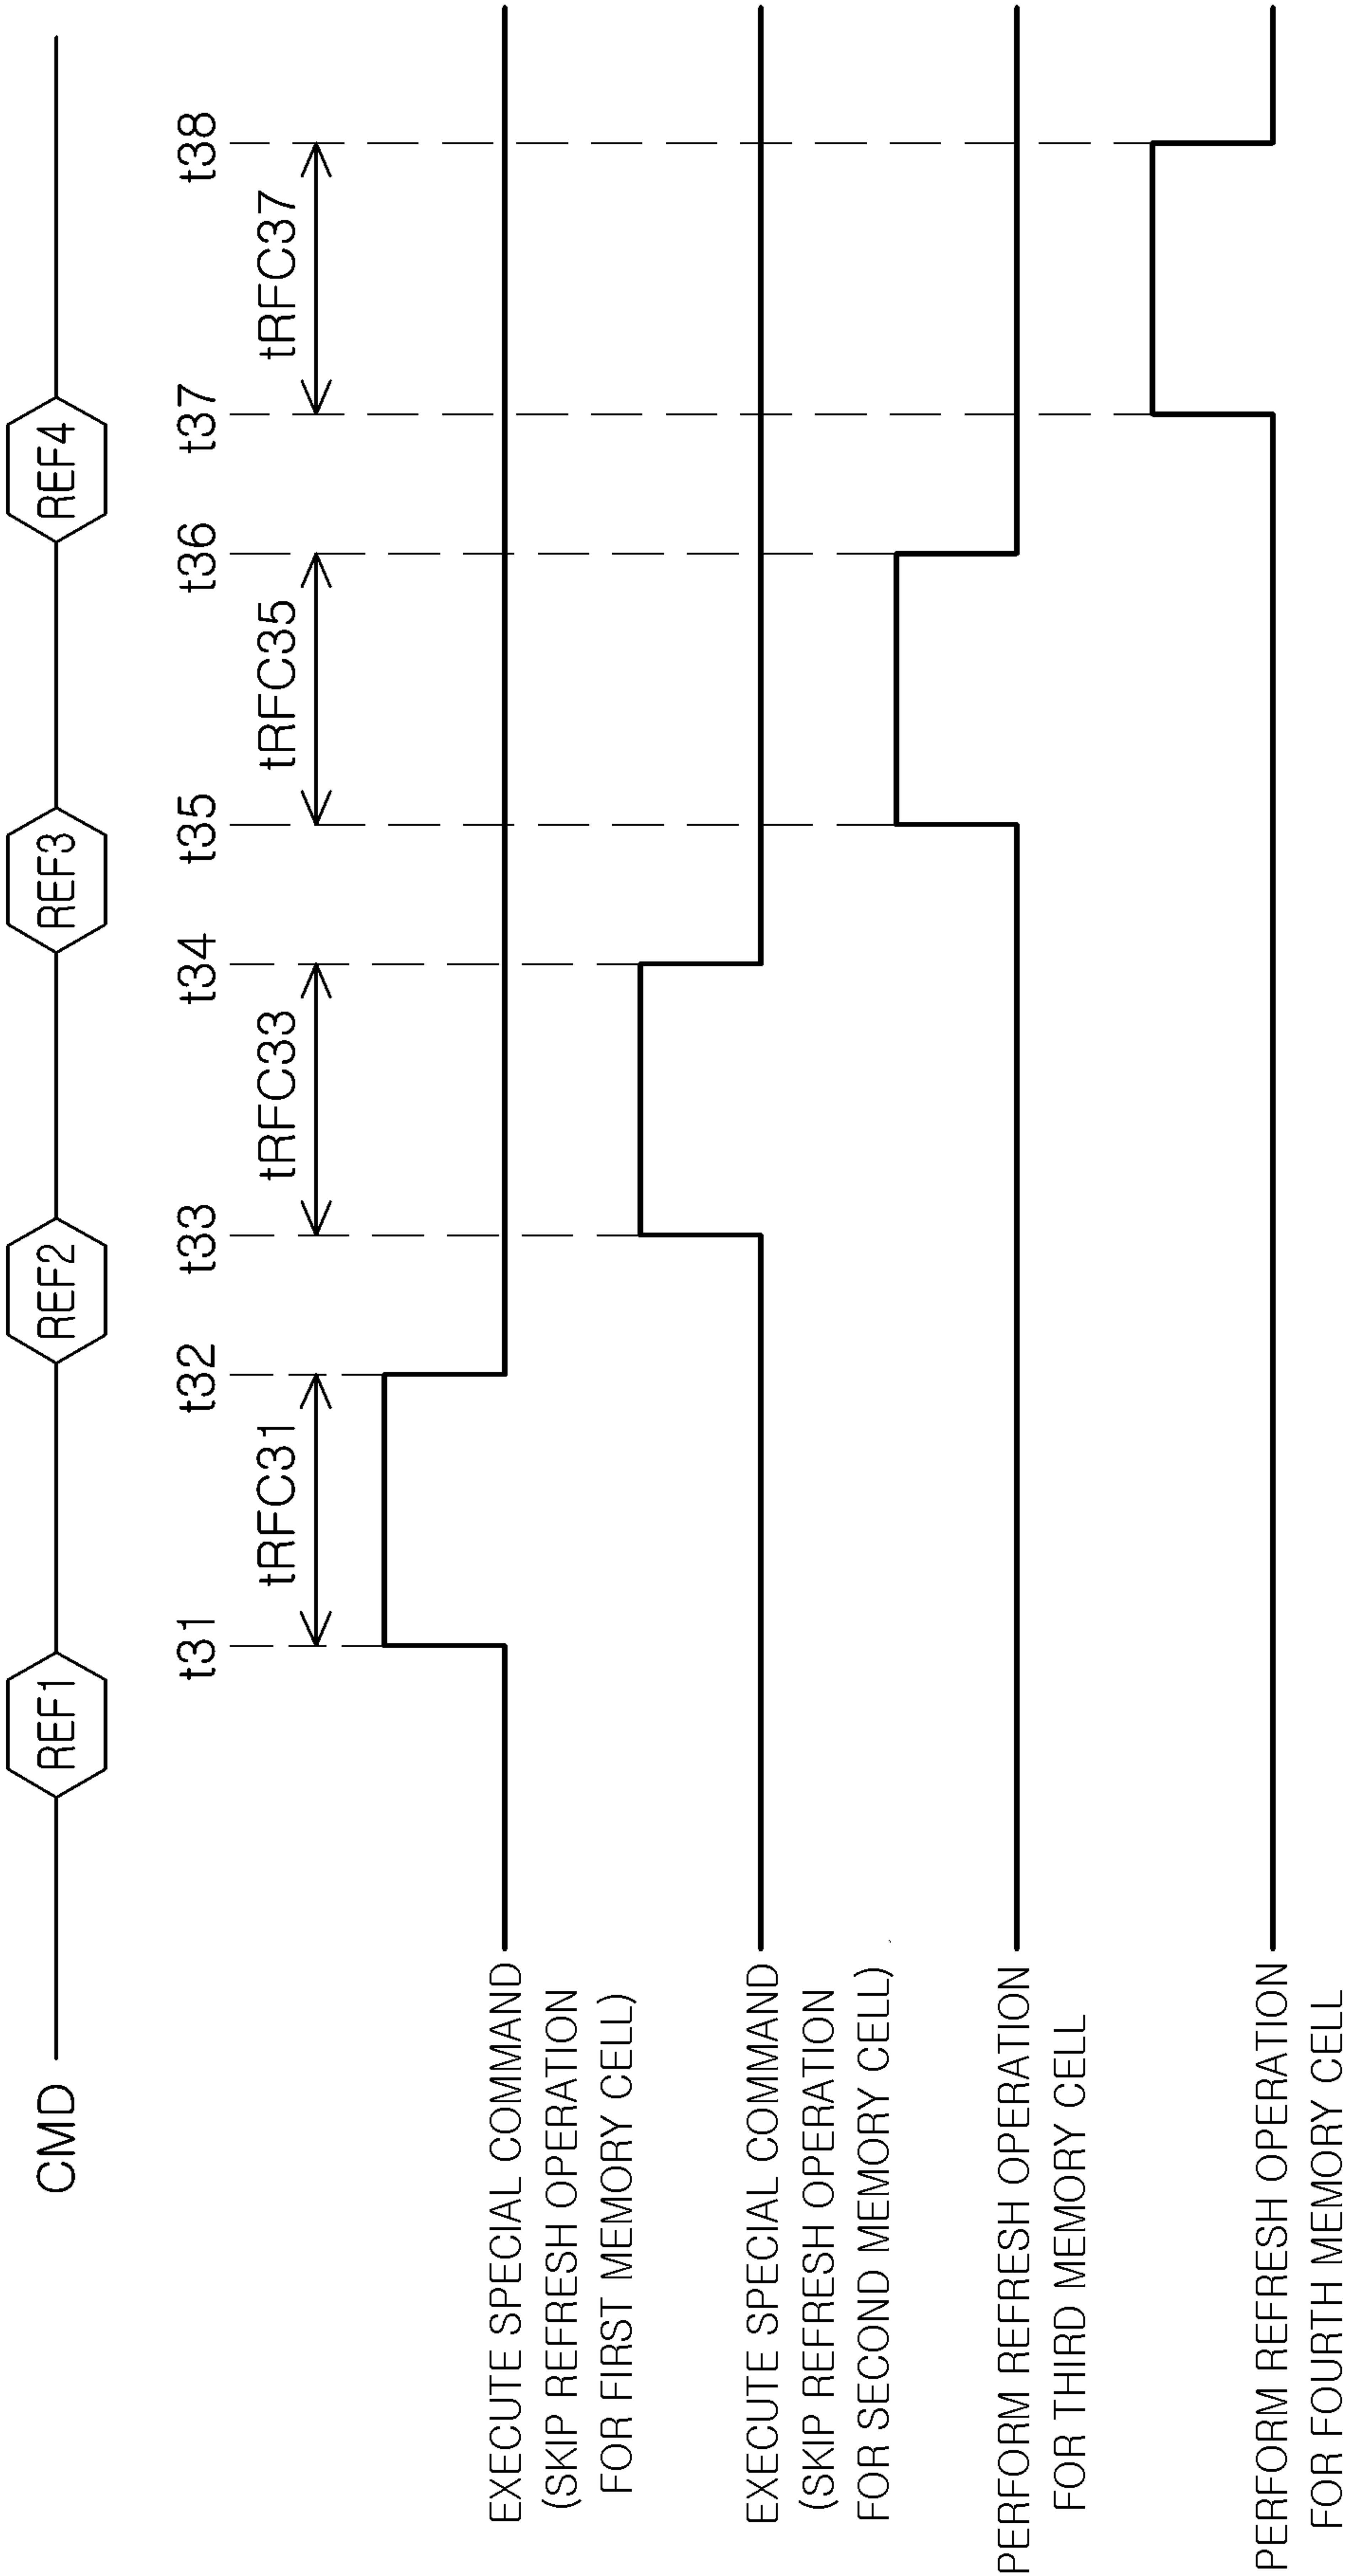 CMD
REF1
REF2
REF3
REF4
t31
t32
t33
t34
t35
t36
t37
t38
tRFC31
tRFC33
tRFC35
tRFC37
EXECUTE SPECIAL COMMAND
(SKIP REFRESH OPERATION
FOR FIRST MEMORY CELL)
EXECUTE SPECIAL COMMAND
(SKIP REFRESH OPERATION
FOR SECOND MEMORY CELL)
PERFORM REFRESH OPERATION
FOR THIRD MEMORY CELL
PERFORM REFRESH OPERATION
FOR FOURTH MEMORY CELL